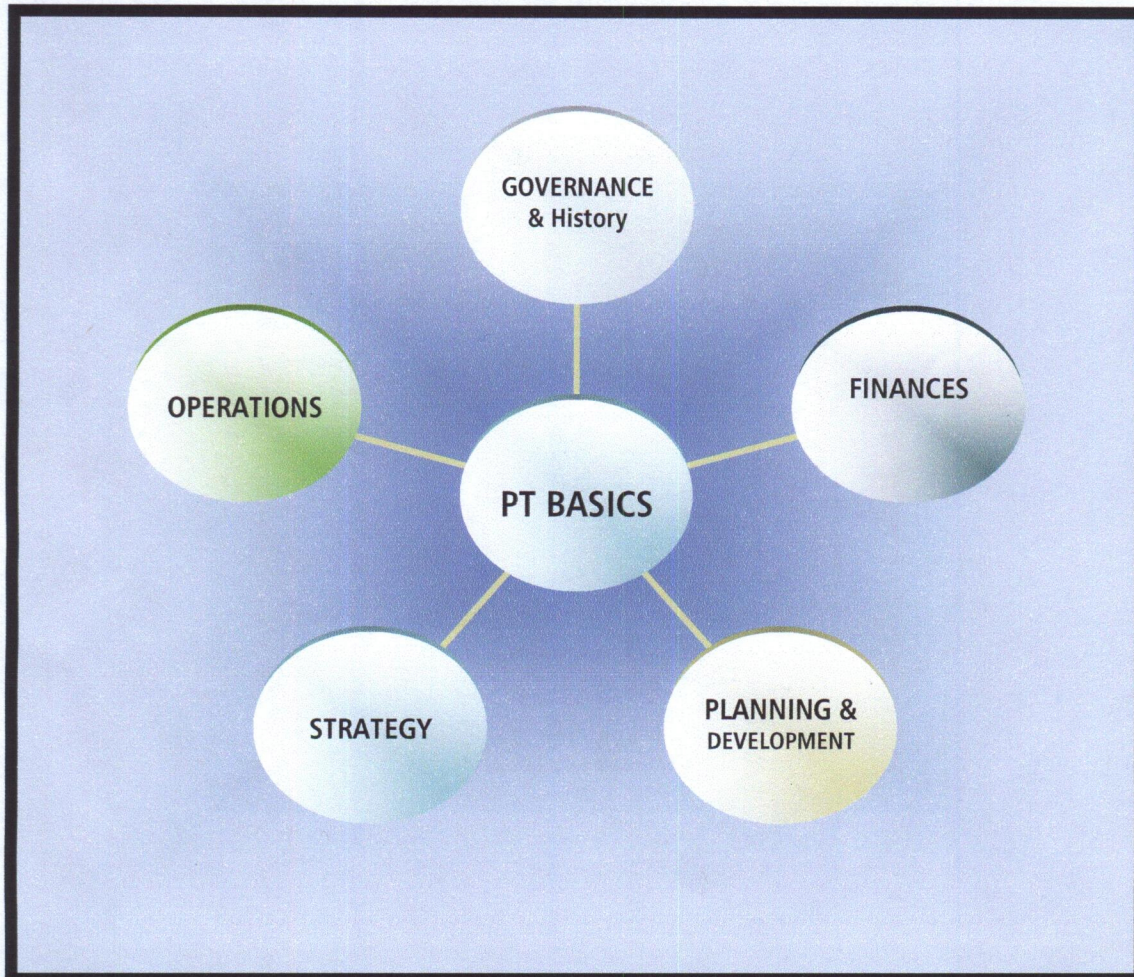 GOVERNANCE
& History
OPERATIONS
FINANCES
PT BASICS
STRATEGY
PLANNING &
DEVELOPMENT